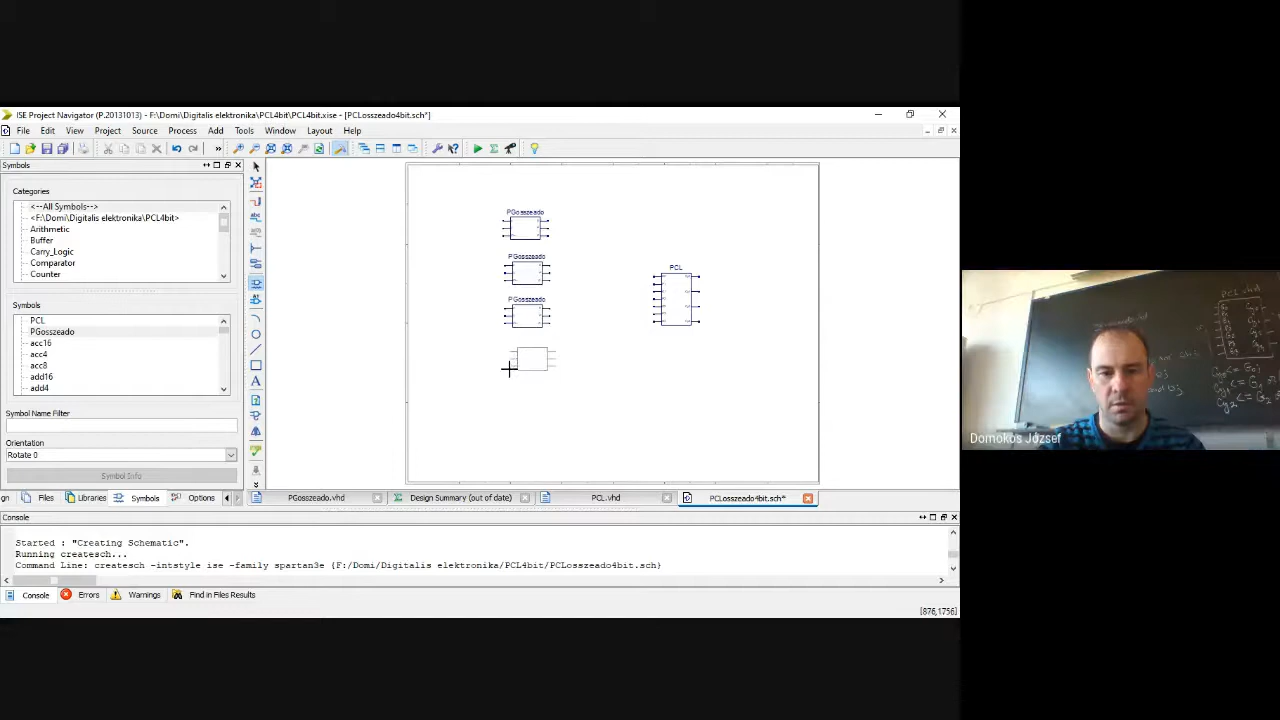 ISE Project Navigator (P.20131013) - F:\Domi\Digitalis elektronika\PCL4bit\PCL4bit.xise - [PCLosszeado4bit.sch*]
File Edit View Project Source Process Add Tools Window Layout Help
Symbols
Categories
<--All Symbols-->
<F:\Domi\Digitalis elektronika\PCL4bit>
Arithmetic
Buffer
Carry_Logic
Comparator
Counter
Symbols
PCL
PGosszeado
acc16
acc4
acc8
add16
add4
Symbol Name Filter
Orientation
Rotate 0
Symbol Info
gn Files Libraries Symbols Options
PGosszeado
PGosszeado
PGosszeado
PCL
PGosszeado.vhd Design Summary (out of date) PCL.vhd PCLosszeado4bit.sch*
Console
Started : "Creating Schematic".
Running createsch...
Command Line: createsch -intstyle ise -family spartan3e {F:/Domi/Digitalis elektronika/PCL4bit/PCLosszeado4bit.sch}
Console Errors Warnings Find in Files Results
[876,1756]
PCL.vhd
Domokos József